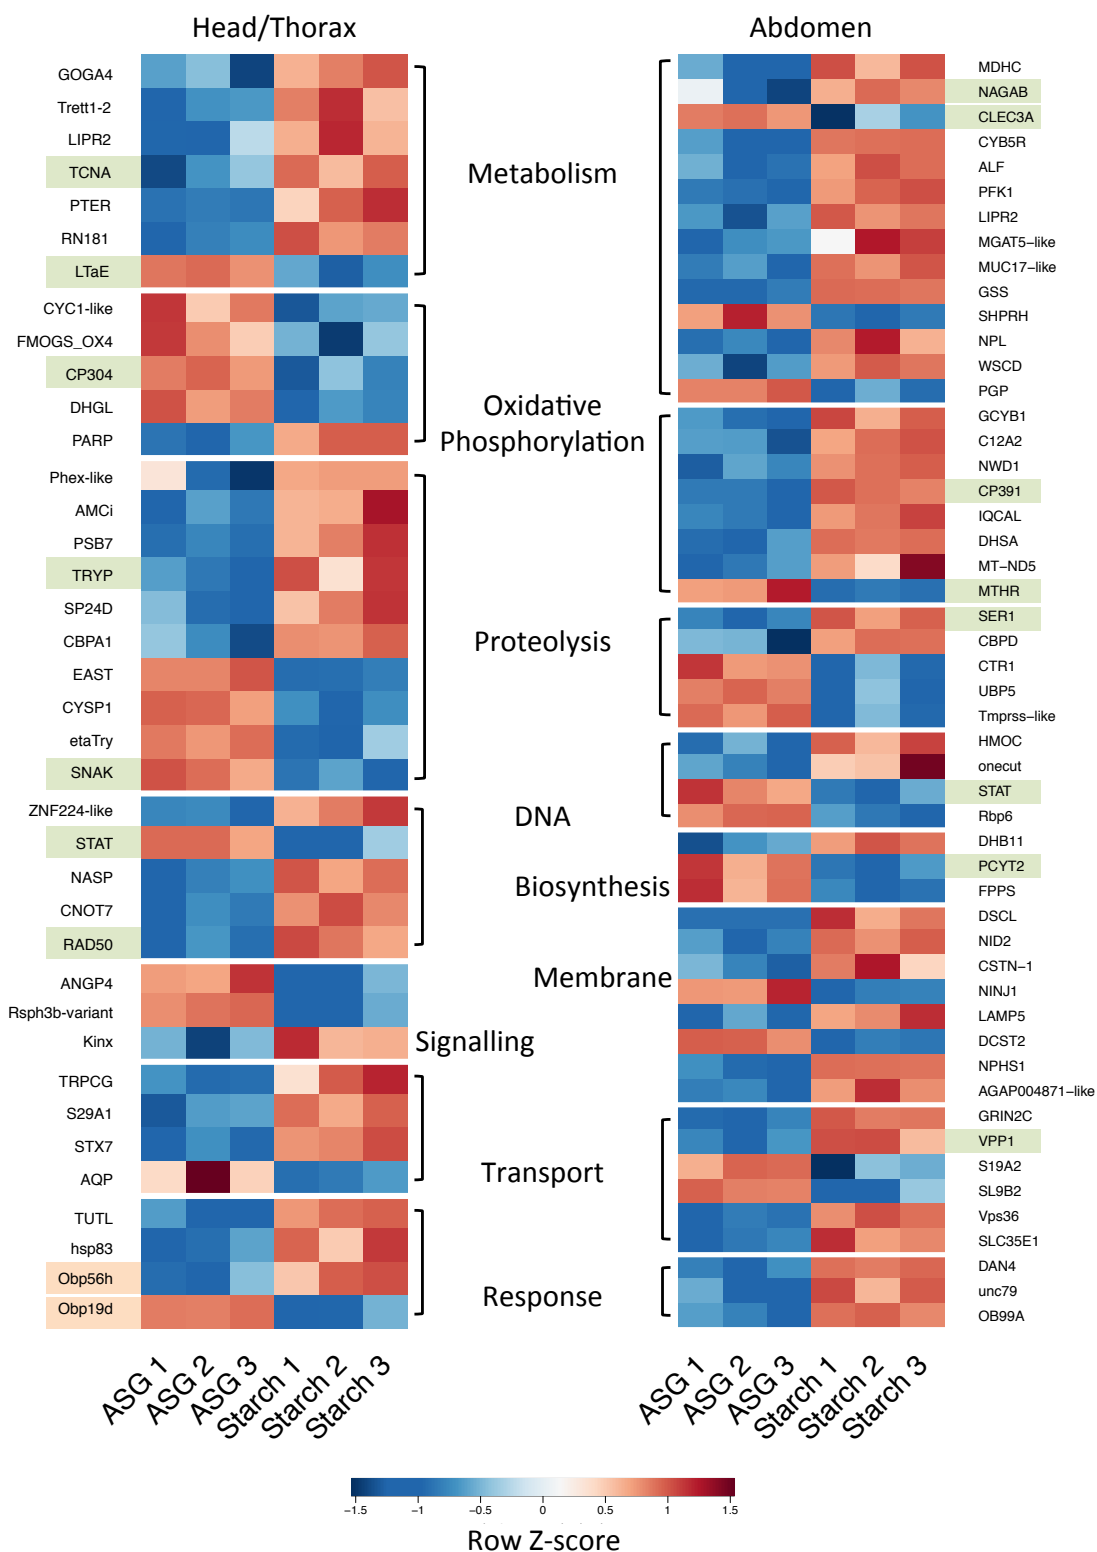 Head/Thorax
Abdomen
GOGA4
Trett1-2
LIPR2
TCNA
PTER
RN181
LTaE
CYC1-like
FMOGS_OX4
CP304
DHGL
PARP
Phex-like
AMCi
PSB7
TRYP
SP24D
CBPA1
EAST
CYSP1
etaTry
SNAK
ZNF224-like
STAT
NASP
CNOT7
RAD50
ANGP4
Rsph3b-variant
Kinx
TRPCG
S29A1
STX7
AQP
TUTL
hsp83
Obp56h
Obp19d
Metabolism
Oxidative
Phosphorylation
Proteolysis
DNA
Biosynthesis
Membrane
Signalling
Transport
Response
MDHC
NAGAB
CLEC3A
CYB5R
ALF
PFK1
LIPR2
MGAT5-like
MUC17-like
GSS
SHPRH
NPL
WSCD
PGP
GCYB1
C12A2
NWD1
CP391
IQCAL
DHSA
MT-ND5
MTHR
SER1
CBPD
CTR1
UBP5
Tmprss-like
HMOC
onecut
STAT
Rbp6
DHB11
PCYT2
FPPS
DSCL
NID2
CSTN-1
NINJ1
LAMP5
DCST2
NPHS1
AGAP004871-like
GRIN2C
VPP1
S19A2
SL9B2
Vps36
SLC35E1
DAN4
unc79
OB99A
ASG 1
ASG 2
ASG 3
Starch 1
Starch 2
Starch 3
ASG 1
ASG 2
ASG 3
Starch 1
Starch 2
Starch 3
-1.5 -1 -0.5 0 0.5 1 1.5
Row Z-score